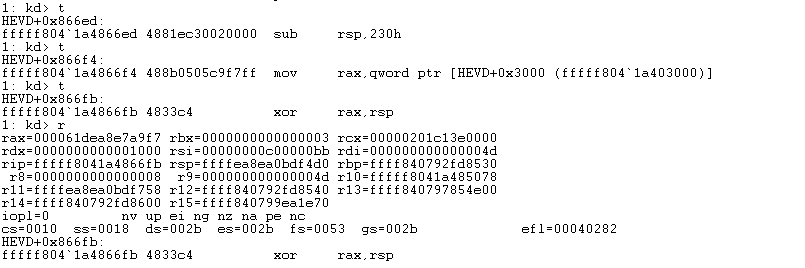 1: kd> t
HEVD+0x866ed:
fffff804`1a4866ed 4881ec30020000  sub     rsp,230h
1: kd> t
HEVD+0x866f4:
fffff804`1a4866f4 488b0505c9f7ff  mov     rax,qword ptr [HEVD+0x3000 (fffff804`1a403000)]
1: kd> t
HEVD+0x866fb:
fffff804`1a4866fb 4833c4          xor     rax,rsp
1: kd> r
rax=000061dea8e7a9f7 rbx=0000000000000003 rcx=00000201c13e0000
rdx=0000000000001000 rsi=00000000c00000bb rdi=000000000000004d
rip=fffff8041a4866fb rsp=ffffea8ea0bdf4d0 rbp=ffff840792fd8530
 r8=0000000000000008  r9=000000000000004d r10=fffff8041a485078
r11=ffffea8ea0bdf758 r12=ffff840792fd8540 r13=ffff840797854e00
r14=ffff840792fd8600 r15=ffff840799ea1e70
iopl=0         nv up ei ng nz na pe nc
cs=0010  ss=0018  ds=002b  es=002b  fs=0053  gs=002b             efl=00040282
HEVD+0x866fb:
fffff804`1a4866fb 4833c4          xor     rax,rsp